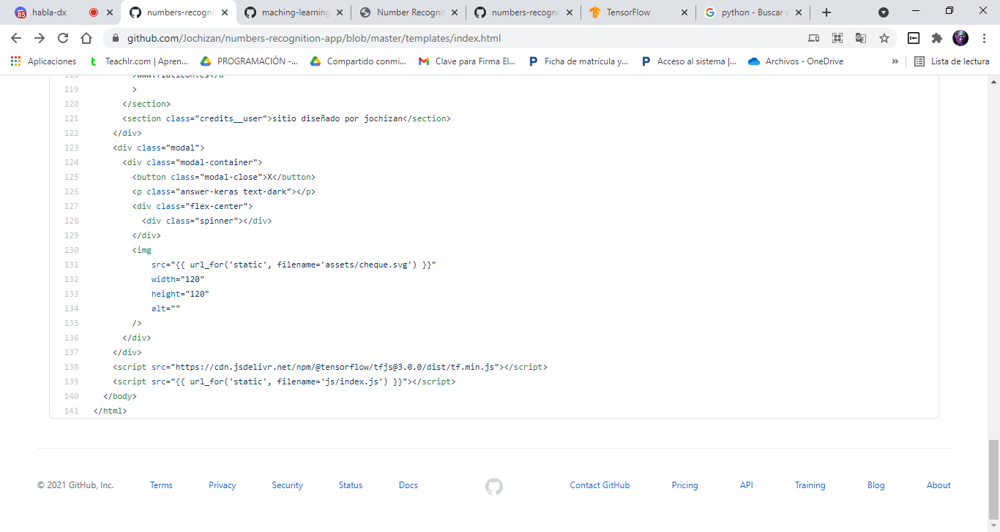 85 habla-dx numbers-recogni maching-learning Number Recogni numbers-recogni TensorFlow python - Buscar c
github.com/Jochizan/numbers-recognition-app/blob/master/templates/index.html
Aplicaciones Teachlr.com | Apren... PROGRAMACIÓN -... Compartido conmi... Clave para Firma El... Ficha de matrícula y... Acceso al sistema |... Archivos - OneDrive » Lista de lectura
118 >www.flaticon.es</a
119 >
120 </section>
121 <section class="credits__user">sitio diseñado por jochizan</section>
122 </div>
123 <div class="modal">
124 <div class="modal-container">
125 <button class="modal-close">X</button>
126 <p class="answer-keras text-dark"></p>
127 <div class="flex-center">
128 <div class="spinner"></div>
129 </div>
130 <img
131 src="{{ url_for('static', filename='assets/cheque.svg') }}"
132 width="120"
133 height="120"
134 alt=""
135 />
136 </div>
137 </div>
138 <script src="https://cdn.jsdelivr.net/npm/@tensorflow/tfjs@3.0.0/dist/tf.min.js"></script>
139 <script src="{{ url_for('static', filename='js/index.js') }}"></script>
140 </body>
141 </html>
© 2021 GitHub, Inc. Terms Privacy Security Status Docs Contact GitHub Pricing API Training Blog About